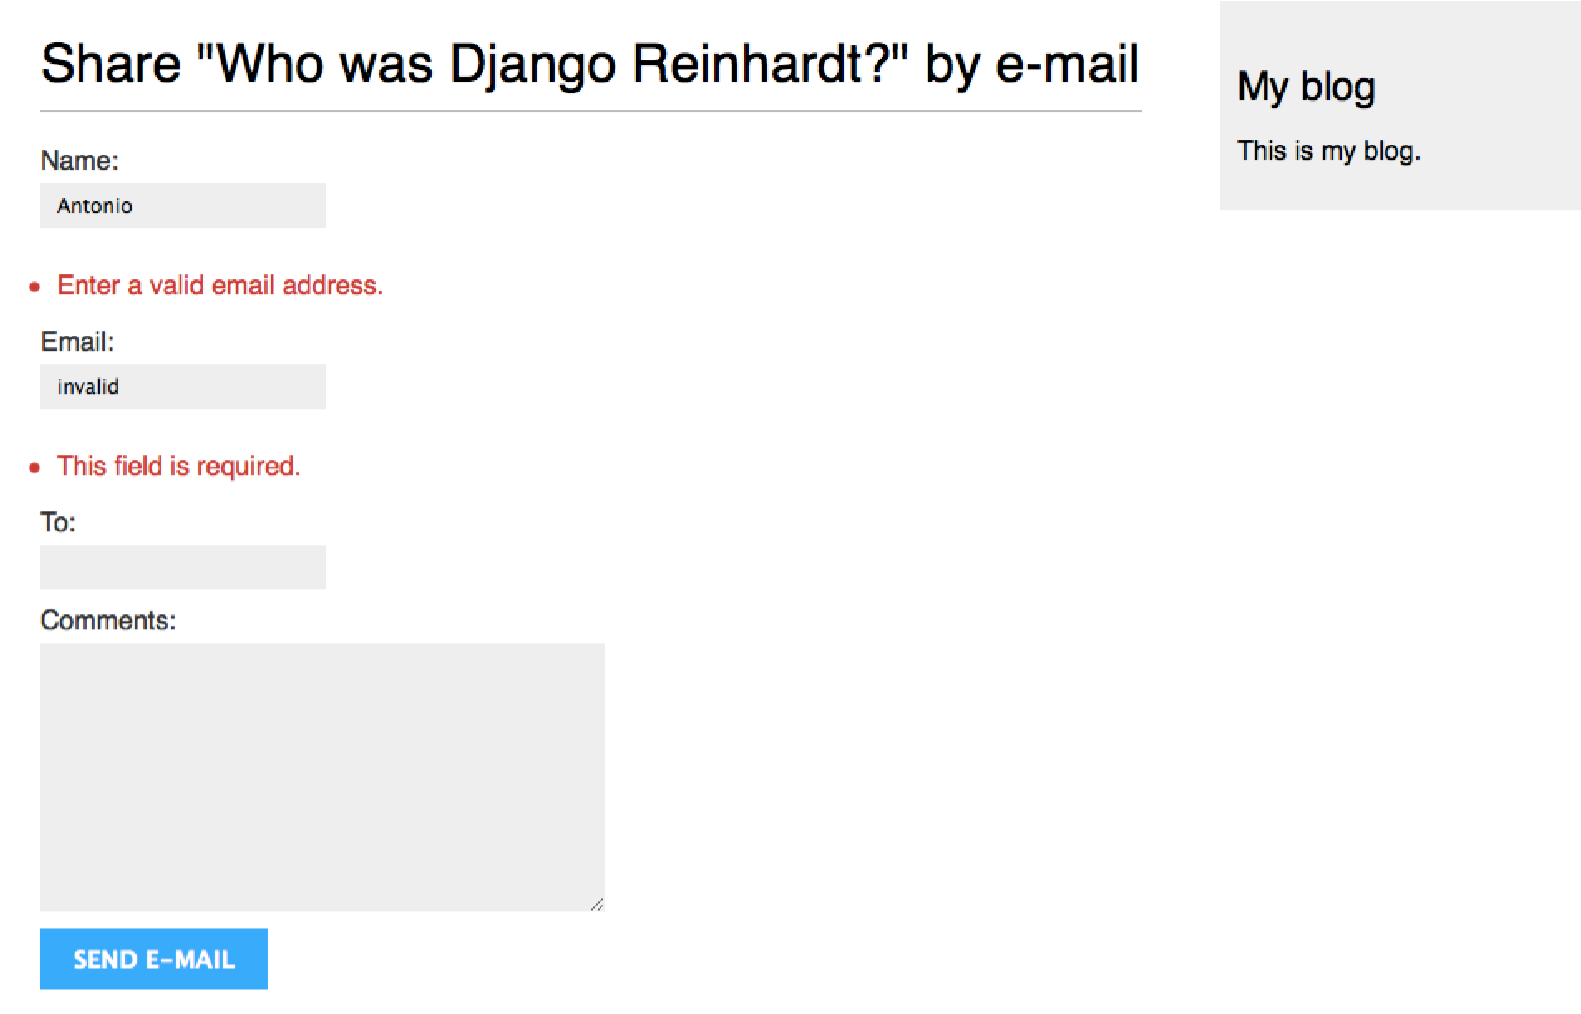 Share "Who was Django Reinhardt?" by e-mail
Name:
Antonio
Enter a valid email address.
Email:
invalid
This field is required.
To:
Comments:
SEND E-MAIL
My blog
This is my blog.